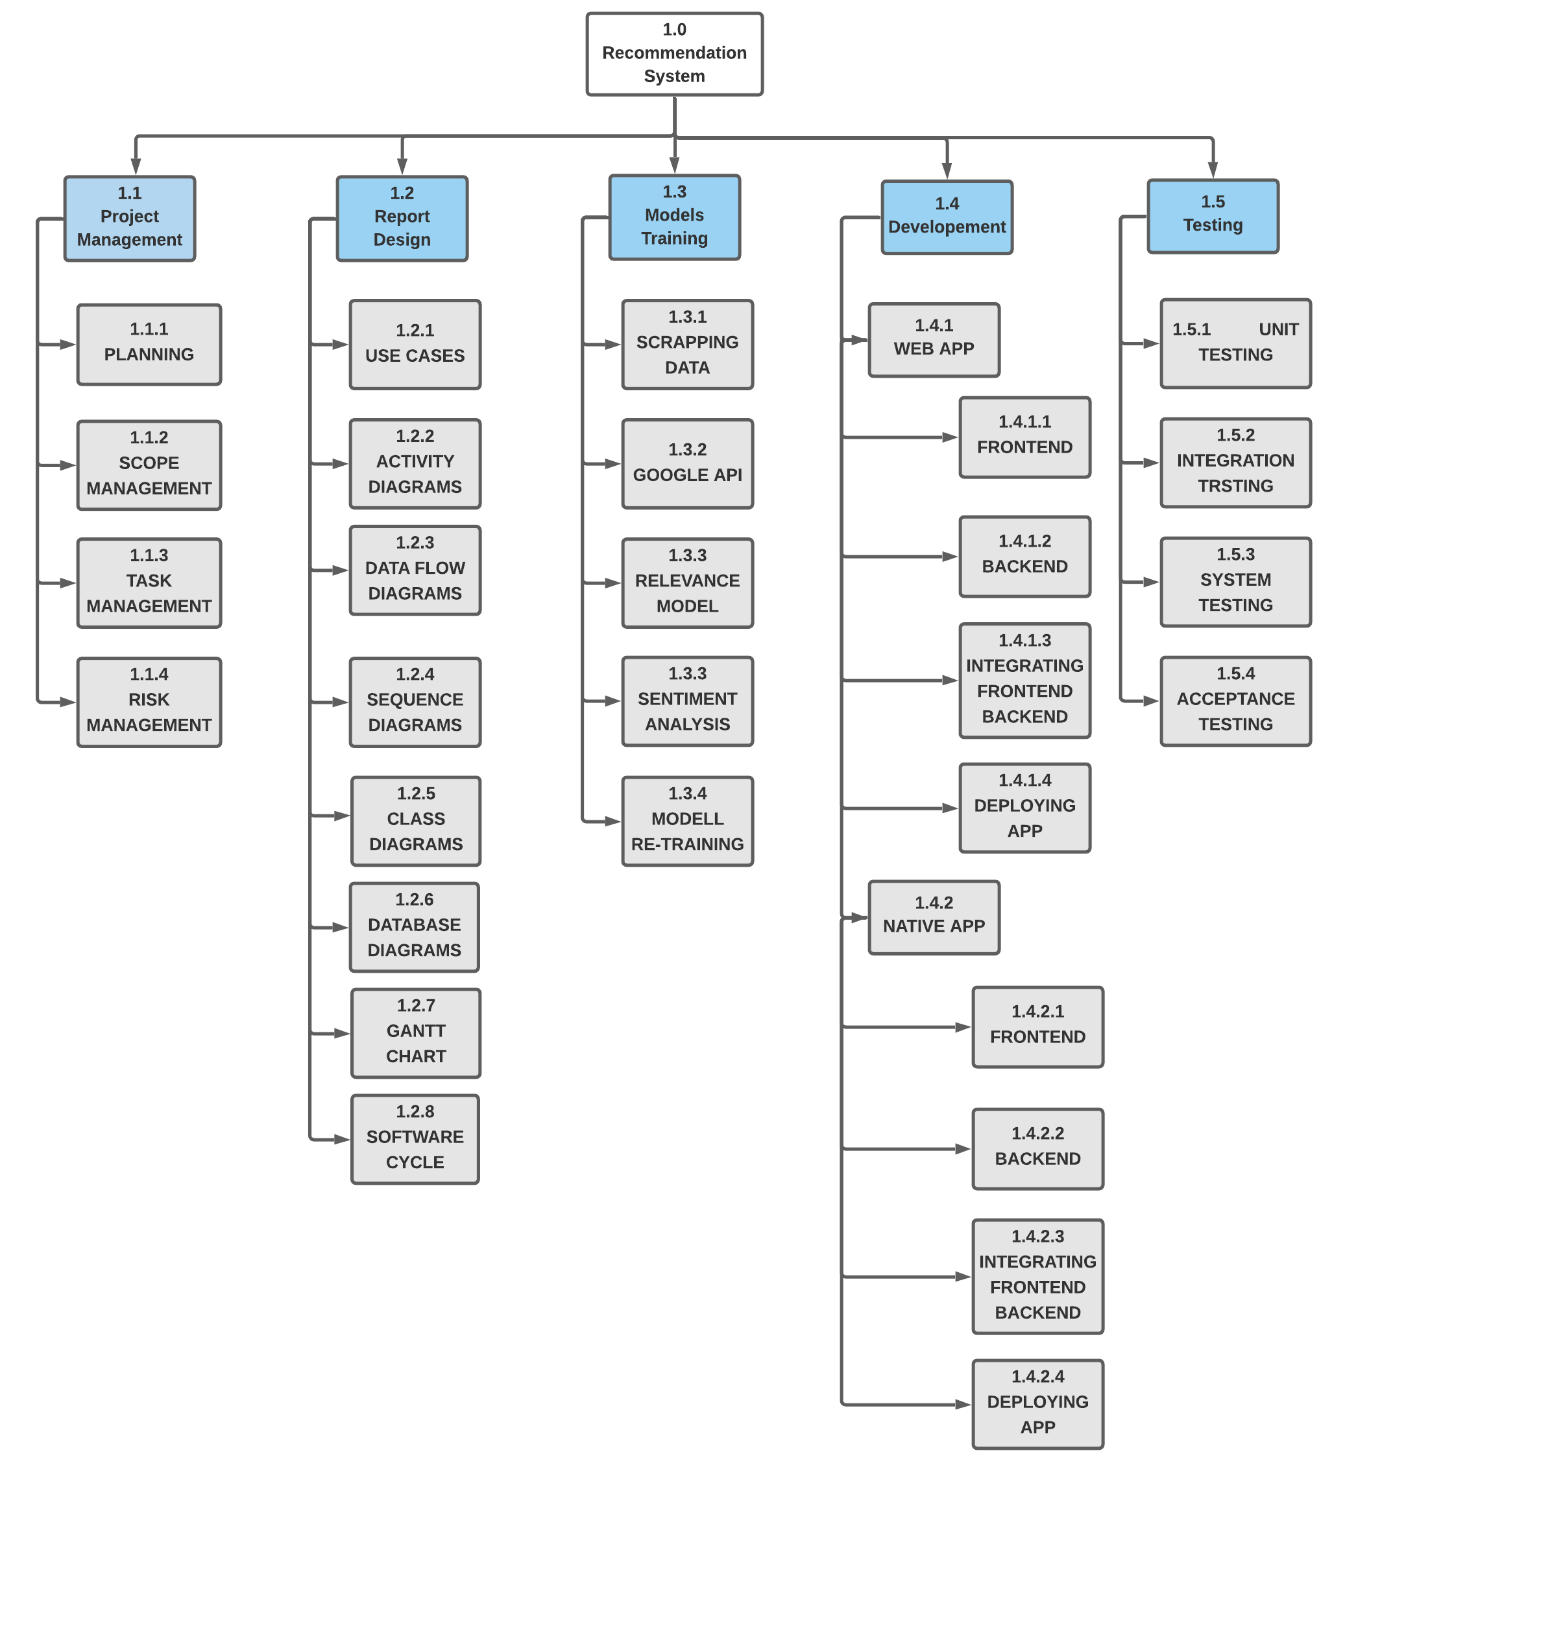 1.0
Recommendation
System
1.1
Project
Management
1.1.1
PLANNING
1.1.2
SCOPE
MANAGEMENT
1.1.3
TASK
MANAGEMENT
1.1.4
RISK
MANAGEMENT
1.2
Report
Design
1.2.1
USE CASES
1.2.2
ACTIVITY
DIAGRAMS
1.2.3
DATA FLOW
DIAGRAMS
1.2.4
SEQUENCE
DIAGRAMS
1.2.5
CLASS
DIAGRAMS
1.2.6
DATABASE
DIAGRAMS
1.2.7
GANTT
CHART
1.2.8
SOFTWARE
CYCLE
1.3
Models
Training
1.3.1
SCRAPPING
DATA
1.3.2
GOOGLE API
1.3.3
RELEVANCE
MODEL
1.3.3
SENTIMENT
ANALYSIS
1.3.4
MODELL
RE-TRAINING
1.4
Developement
1.4.1
WEB APP
1.4.1.1
FRONTEND
1.4.1.2
BACKEND
1.4.1.3
INTEGRATING
FRONTEND
BACKEND
1.4.1.4
DEPLOYING
APP
1.4.2
NATIVE APP
1.4.2.1
FRONTEND
1.4.2.2
BACKEND
1.4.2.3
INTEGRATING
FRONTEND
BACKEND
1.4.2.4
DEPLOYING
APP
1.5
Testing
1.5.1 UNIT
TESTING
1.5.2
INTEGRATION
TRSTING
1.5.3
SYSTEM
TESTING
1.5.4
ACCEPTANCE
TESTING